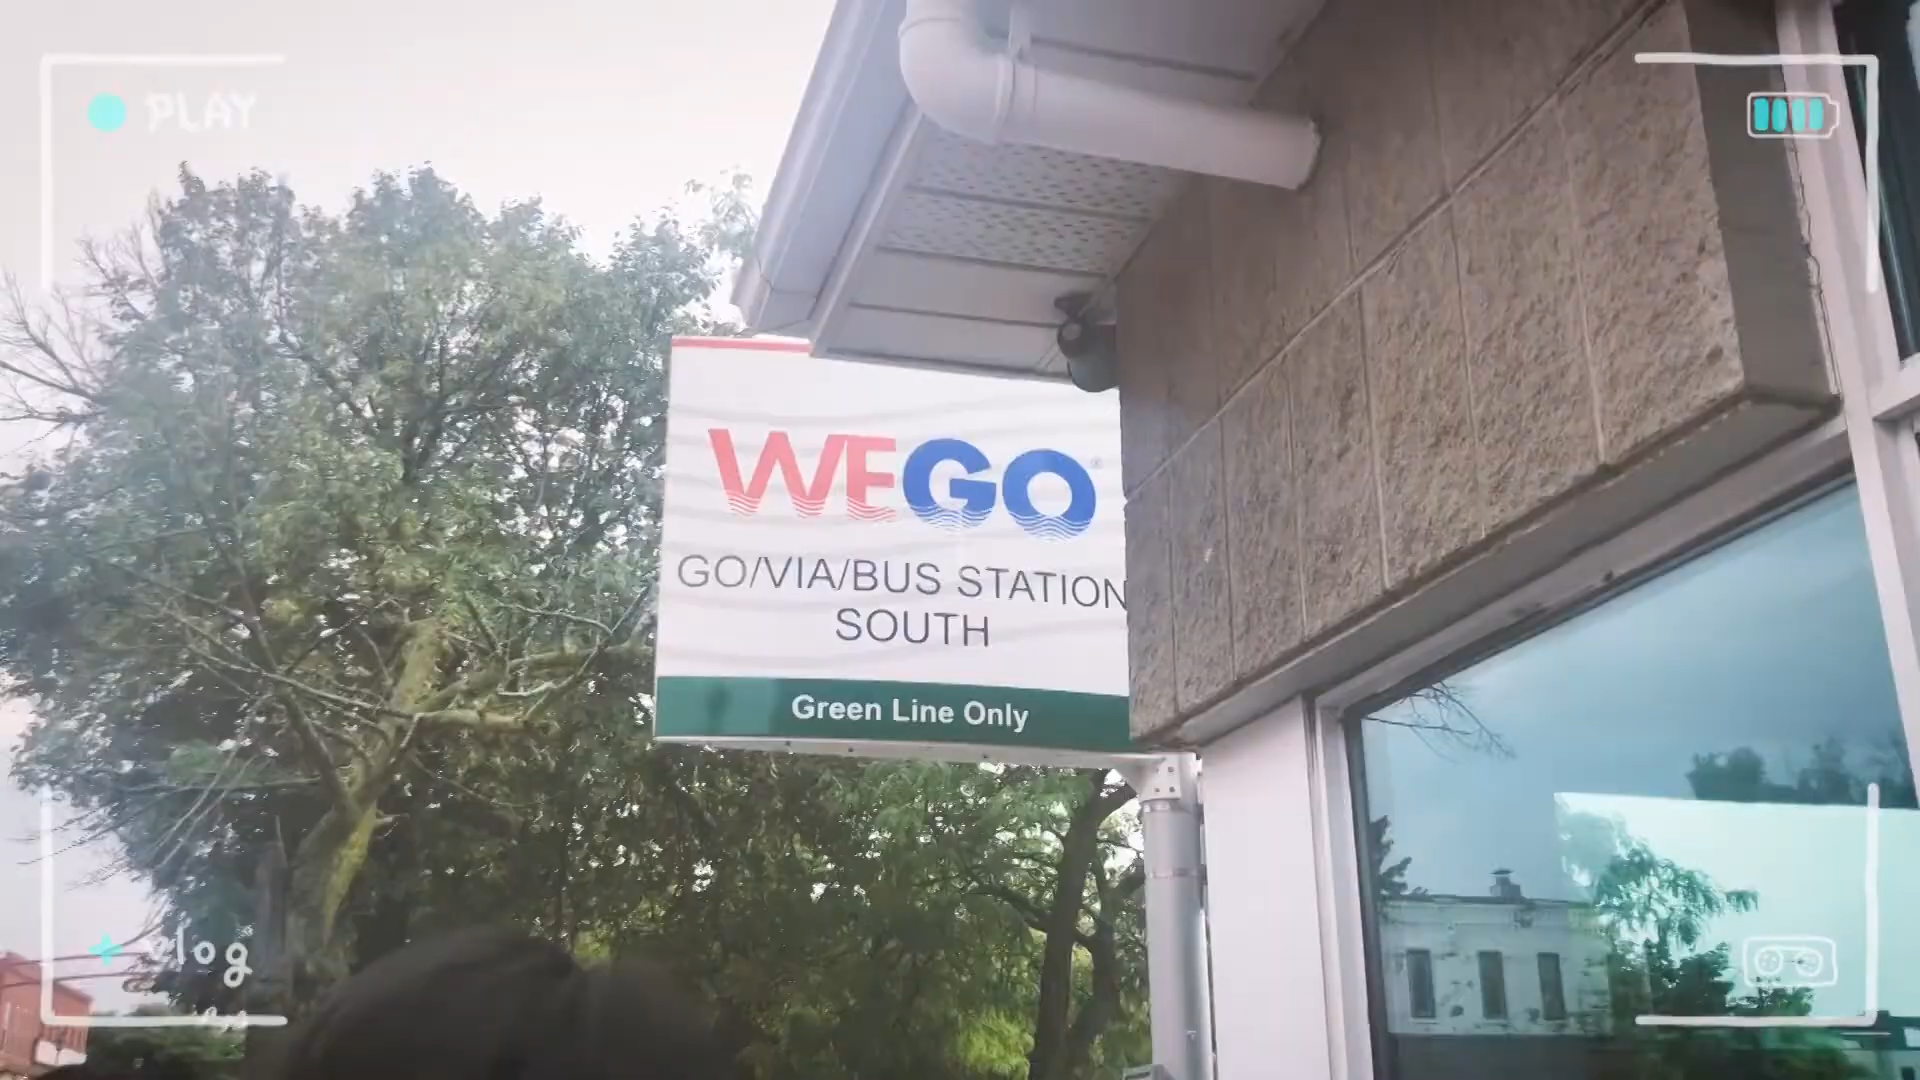 PLAY
WEGO
GO/VIA/BUS STATION
SOUTH
Green Line Only
vlog